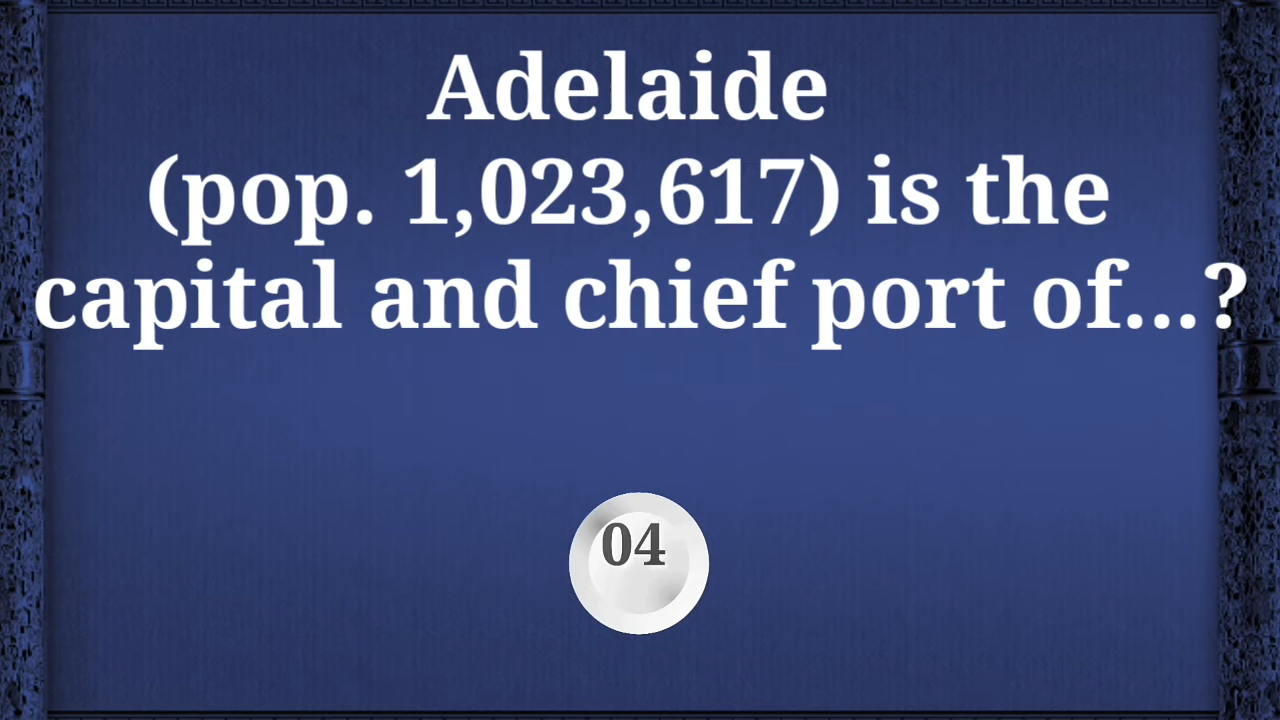 Adelaide
(pop. 1,023,617) is the
capital and chief port of...?
04